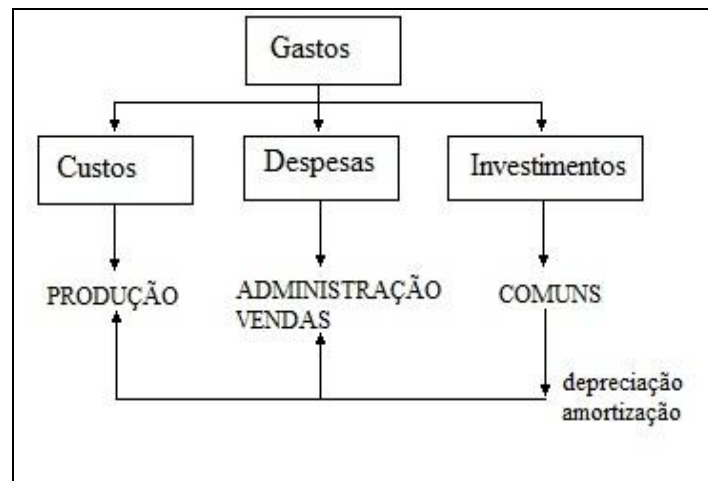 Gastos
Custos
Despesas
Investimentos
PRODUÇÃO
ADMINISTRAÇÃO
VENDAS
COMUNS
depreciação
amortização